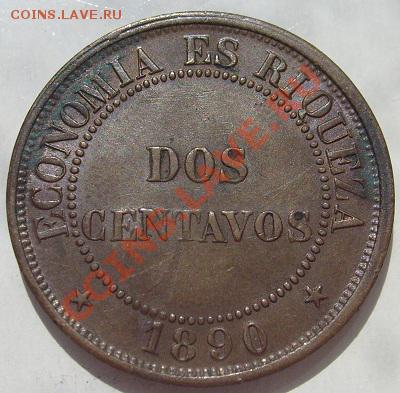 COINS.LAVE.RU
ECONOMIA ES RIQUEZA
DOS
CENTAVOS
1890
COINS.LAVE.RU